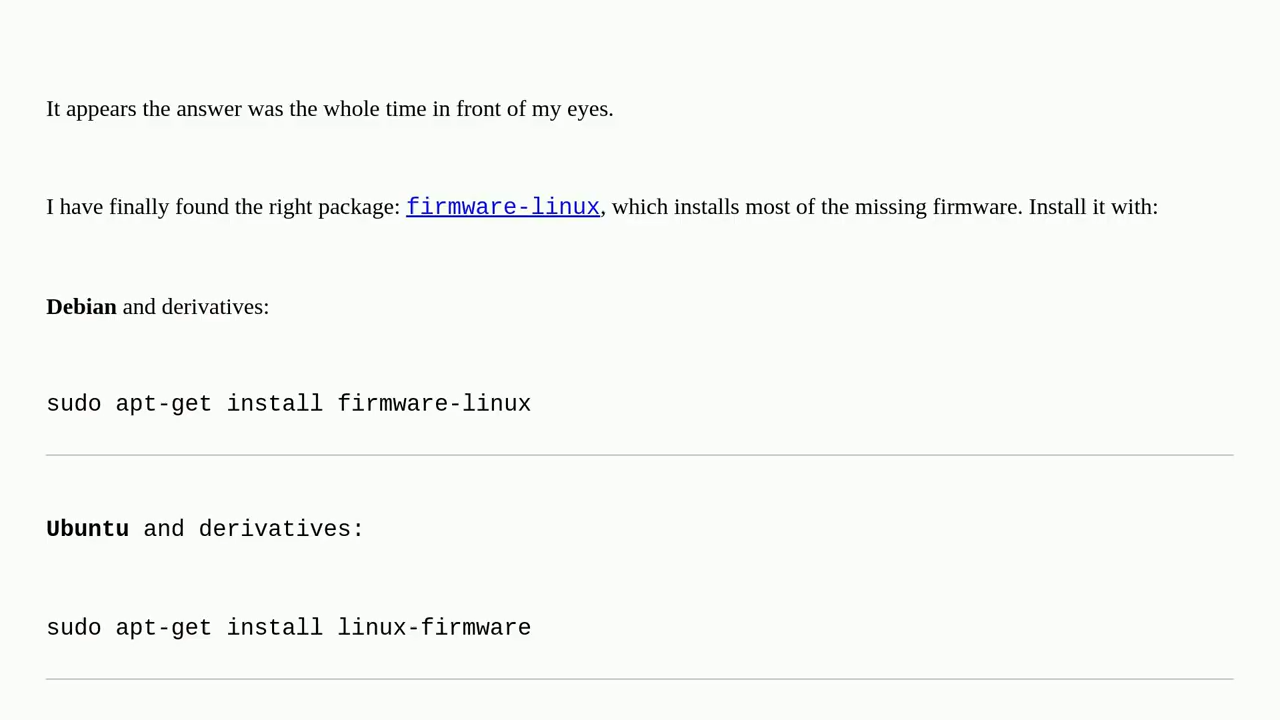 It appears the answer was the whole time in front of my eyes.
I have finally found the right package: firmware-linux, which installs most of the missing firmware. Install it with:
Debian and derivatives:
sudo apt-get install firmware-linux
Ubuntu and derivatives:
sudo apt-get install linux-firmware